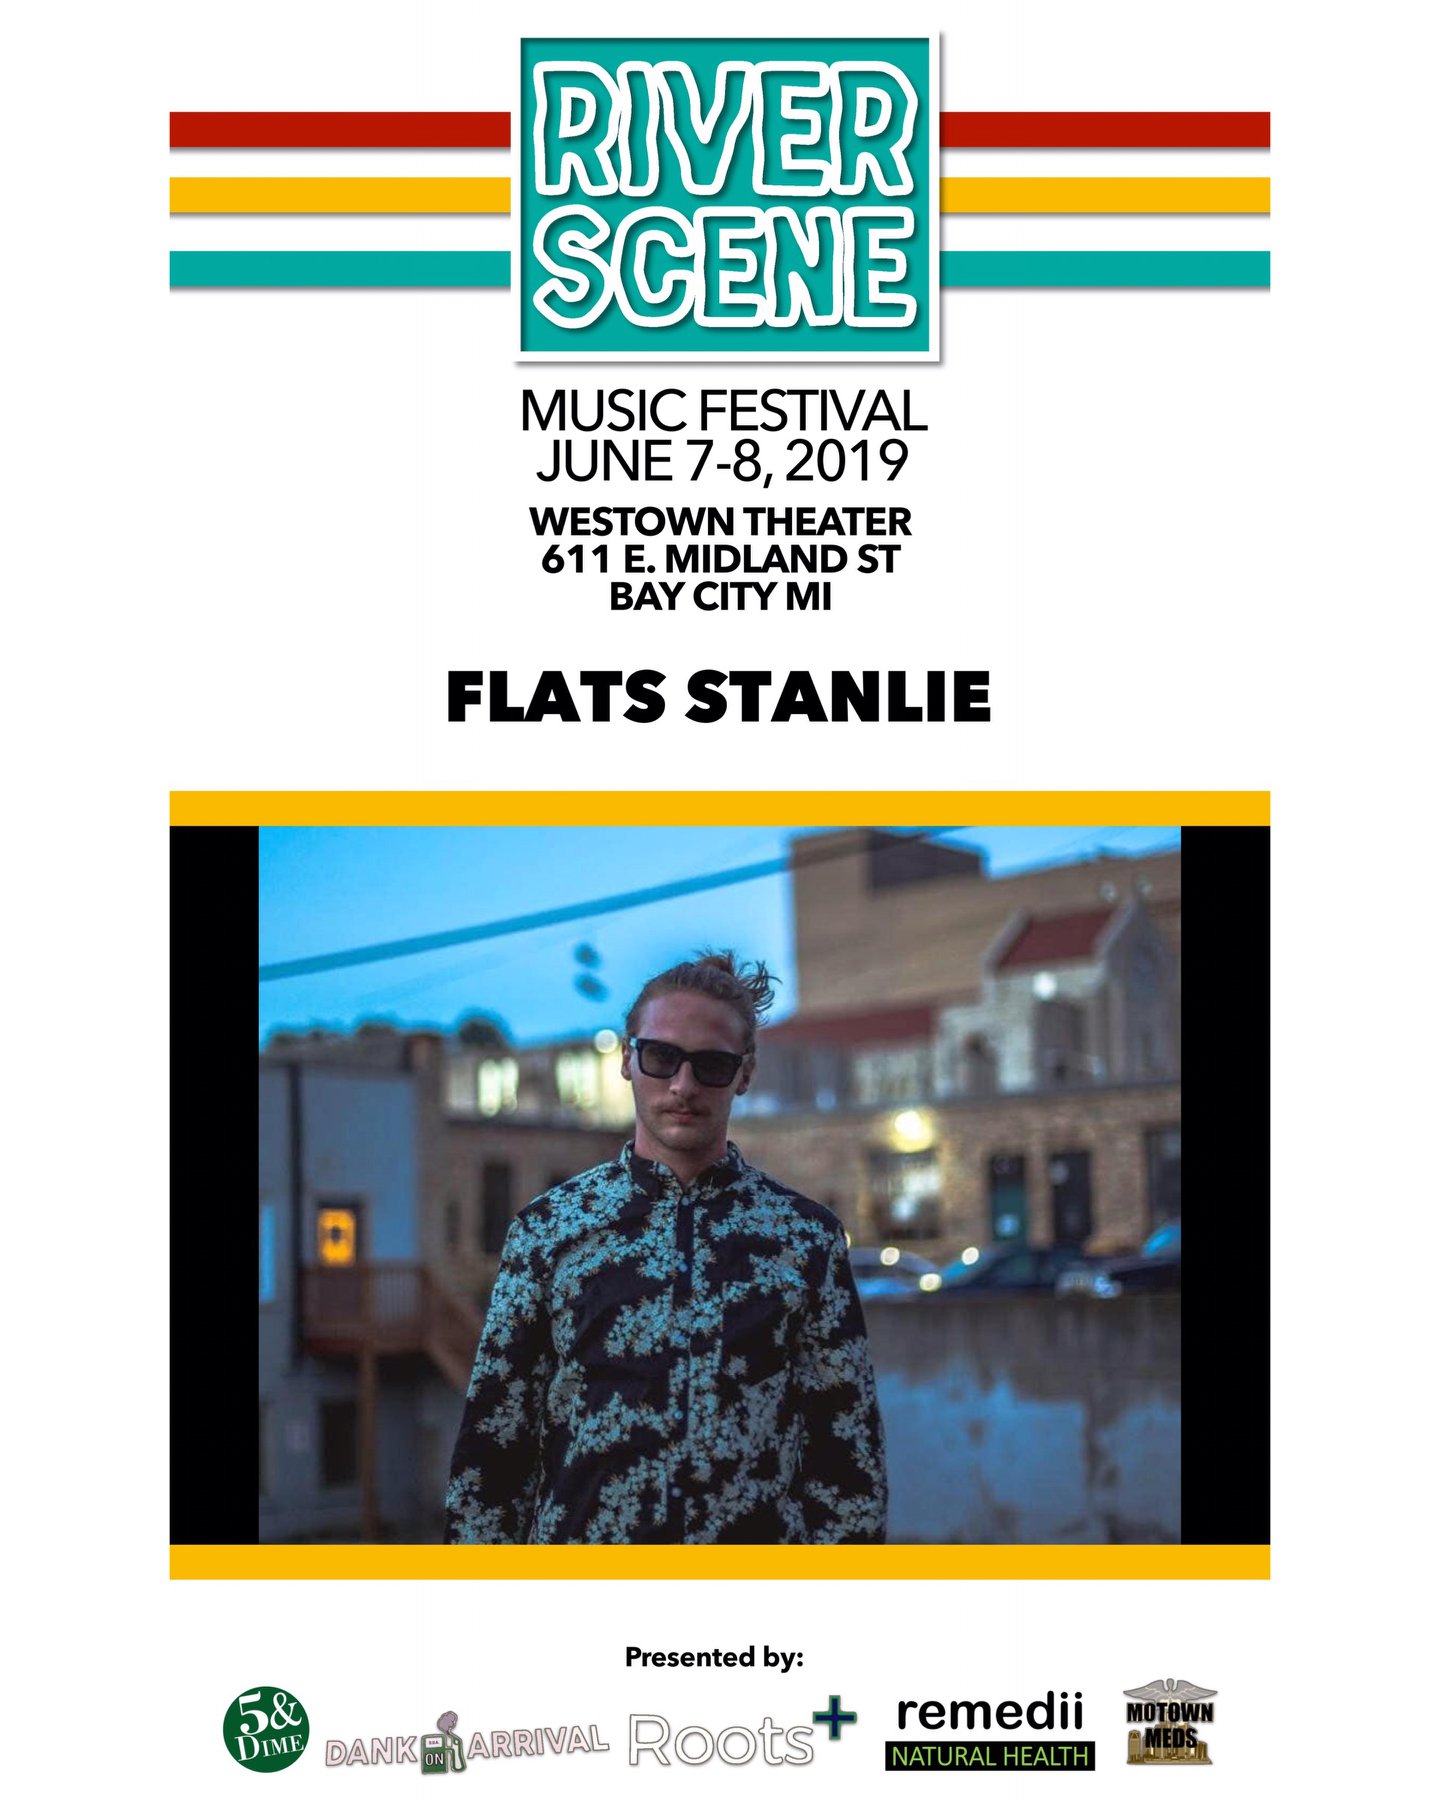 RIVER
SCENE
MUSIC FESTIVAL
JUNE 7-8, 2019
WESTOWN THEATER
611 E. MIDLAND ST
BAY CITY MI
FLATS STANLIE
Presented by:
5&
DIME
DANK ON ARRIVAL
Roots
remedii
NATURAL HEALTH
MOTOWN
MEDS